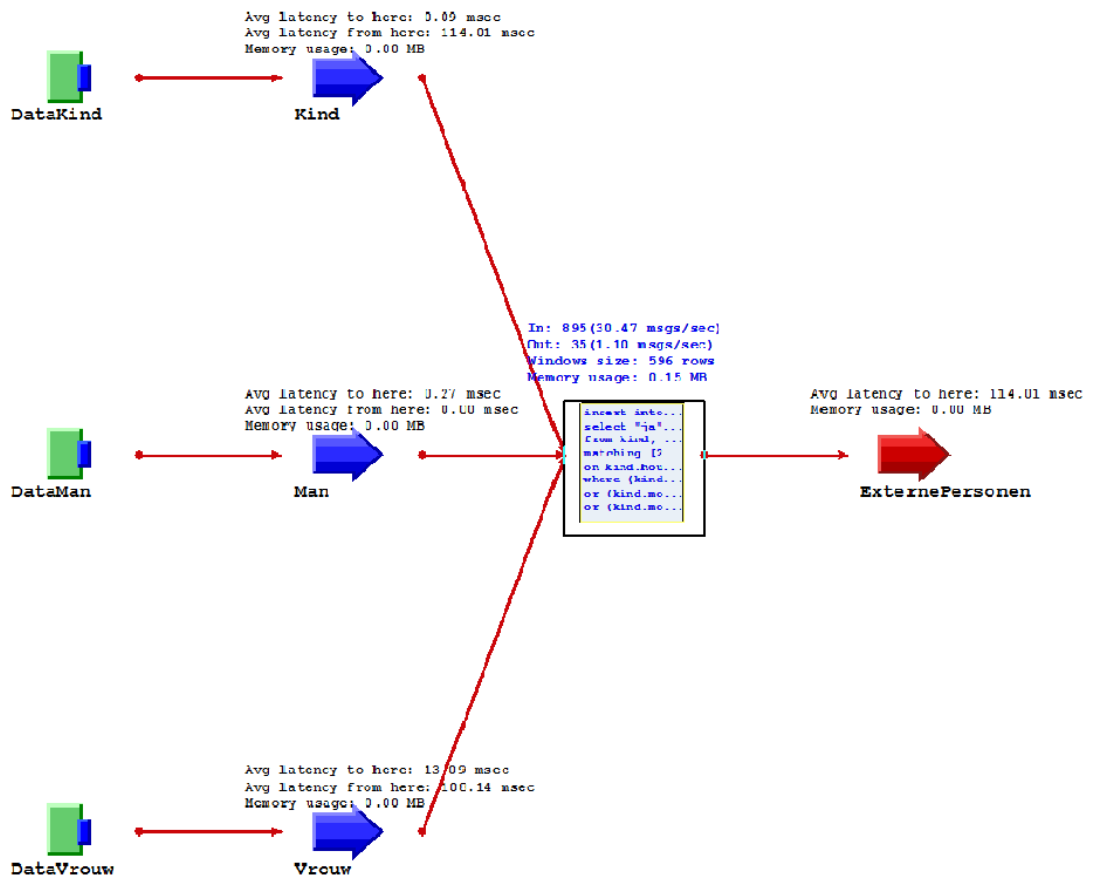 Avg latency to here: 0.09 msec
Avg latency from here: 114.01 msec
Memory usage: 0.00 MB
DataKind
Kind
In: 895(30.47 msgs/sec)
Out: 35(1.10 msgs/sec)
Windows size: 596 rows
Memory usage: 0.15 MB
Avg latency to here: 0.27 msec
Avg latency from here: 0.00 msec
Memory usage: 0.00 MB
DataMan
Man
insert into...
select "ja"...
from kind, ...
matching [2
on kind.hou...
where (kind...
or (kind.mo...
or (kind.mo...
Avg latency to here: 114.01 msec
Memory usage: 0.00 MB
ExternePersonen
Avg latency to here: 13.09 msec
Avg latency from here: 100.14 msec
Memory usage: 0.00 MB
DataVrouw
Vrouw